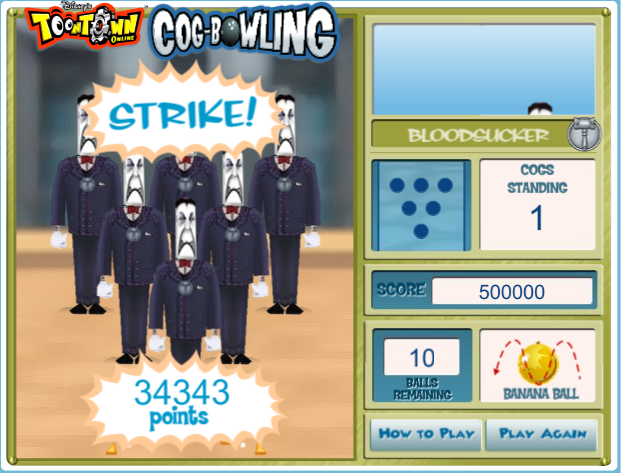 Disney's
TOONTOWN
ONLINE
COG-BOWLING
STRIKE!
34343
points
BLOODSUCKER
COGS
STANDING
1
SCORE 500000
10
BALLS
REMAINING
BANANA BALL
HOW TO PLAY
PLAY AGAIN